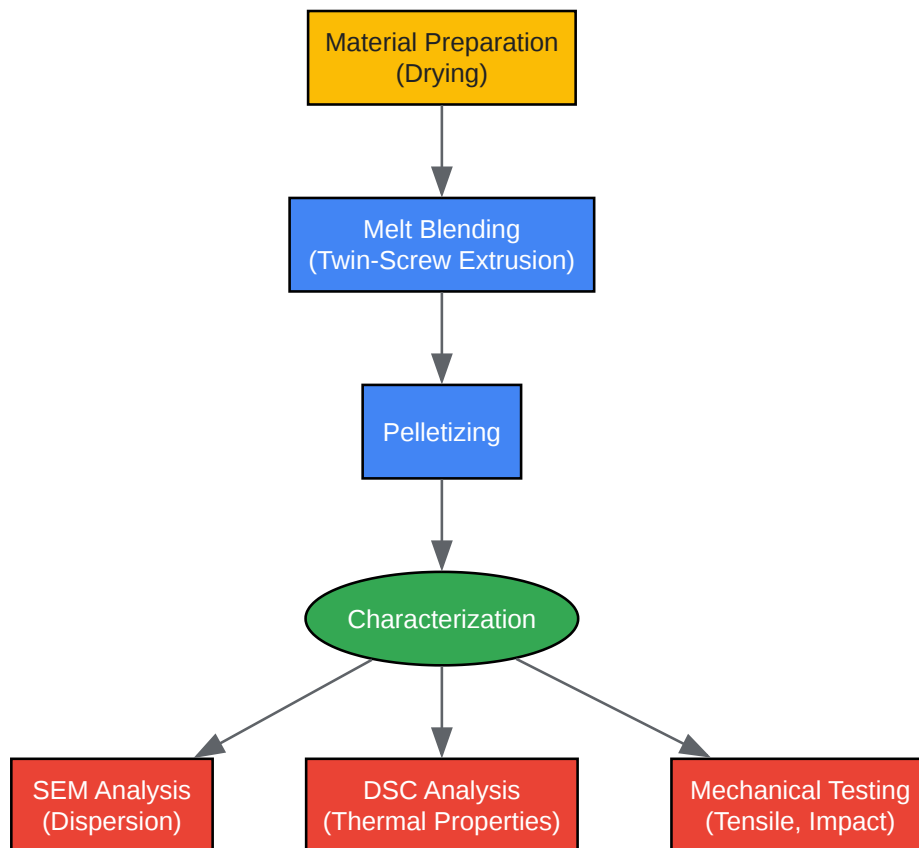 Material Preparation
(Drying)
Melt Blending
(Twin-Screw Extrusion)
Pelletizing
Characterization
SEM Analysis
(Dispersion)
DSC Analysis
(Thermal Properties)
Mechanical Testing
(Tensile, Impact)